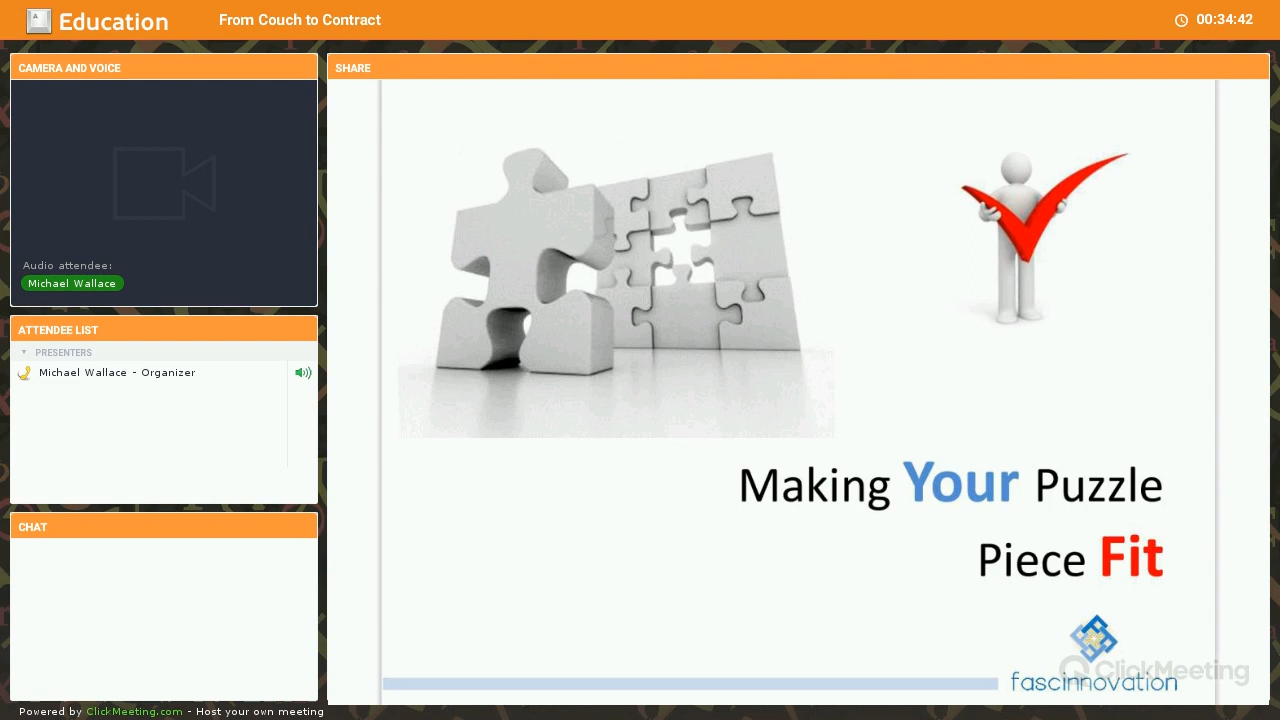 Education
From Couch to Contract
00:34:42
CAMERA AND VOICE
Audio attendee:
Michael Wallace
ATTENDEE LIST
PRESENTERS
Michael Wallace - Organizer
CHAT
Powered by ClickMeeting.com - Host your own meeting
SHARE
Making Your Puzzle
Piece Fit
ClickMeeting
fascinnovation